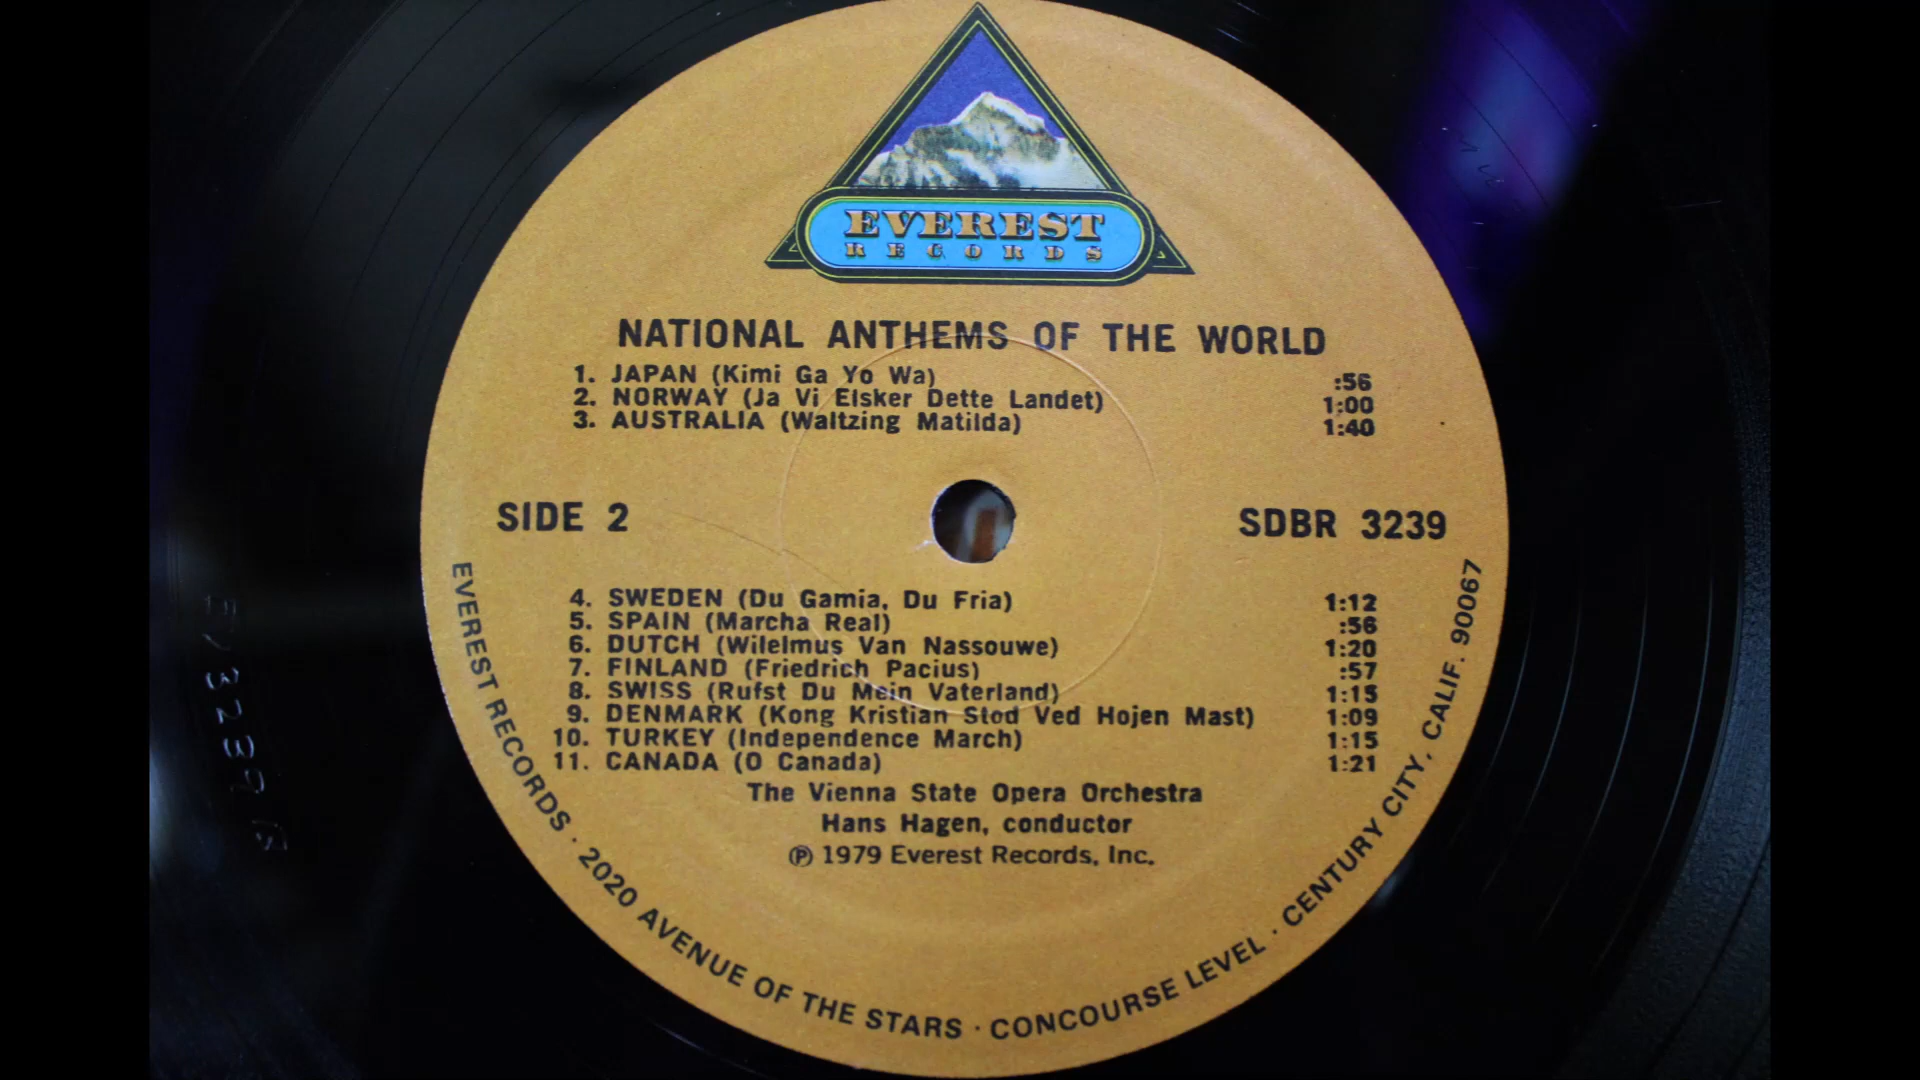 EVEREST
RECORDS
NATIONAL ANTHEMS OF THE WORLD
1. JAPAN (Kimi Ga Yo Wa) :56
2. NORWAY (Ja Vi Elsker Dette Landet) 1:00
3. AUSTRALIA (Waltzing Matilda) 1:40
SIDE 2
SDBR 3239
4. SWEDEN (Du Gamia, Du Fria) 1:12
5. SPAIN (Marcha Real) :56
6. DUTCH (Wilelmus Van Nassouwe) 1:20
7. FINLAND (Friedrich Pacius) :57
8. SWISS (Rufst Du Mein Vaterland) 1:15
9. DENMARK (Kong Kristian Stod Ved Hojen Mast) 1:09
10. TURKEY (Independence March) 1:15
11. CANADA (O Canada) 1:21
The Vienna State Opera Orchestra
Hans Hagen, conductor
℗ 1979 Everest Records, Inc.
EVEREST RECORDS · 2020 AVENUE OF THE STARS · CONCOURSE LEVEL · CENTURY CITY, CALIF. 90067